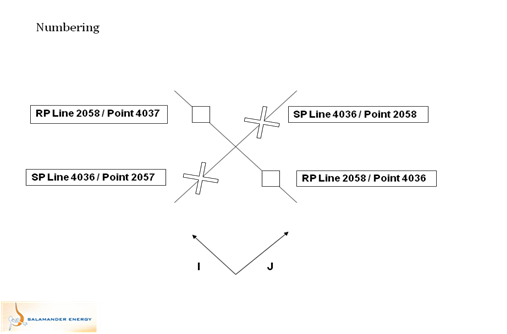 Numbering
RP Line 2058 / Point 4037
SP Line 4036 / Point 2058
SP Line 4036 / Point 2057
RP Line 2058 / Point 4036
I
J
SALAMANDER ENERGY